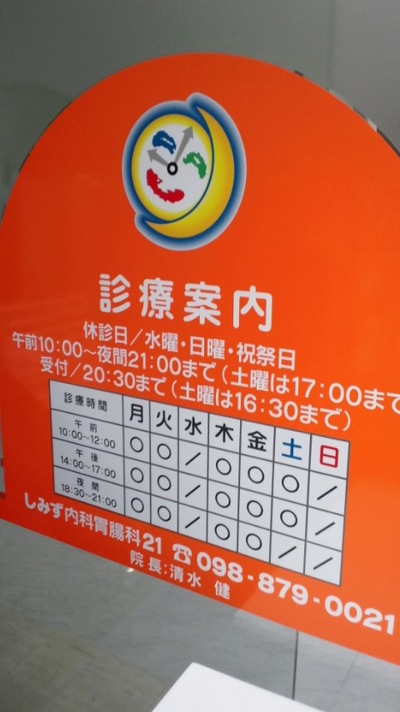 診療案内
休診日/水曜・日曜・祝祭日
午前10:00〜夜間21:00まで(土曜は17:00まで
受付/20:30まで(土曜は16:30まで)
診療時間 月 火 水 木 金 土 日
午前 10:00〜12:00 ○ ○ / ○ ○ ○ /
午後 14:00〜17:00 ○ ○ / ○ ○ ○ /
夜間 18:30〜21:00 ○ ○ / ○ ○ / /
しみず内科胃腸科21 ☎098-879-0021
院長:清水 健